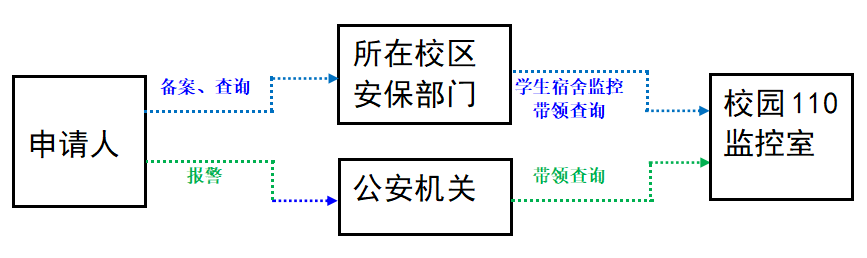 申请人
备案、查询
报警
所在校区
安保部门
公安机关
学生宿舍监控
带领查询
带领查询
校园110
监控室